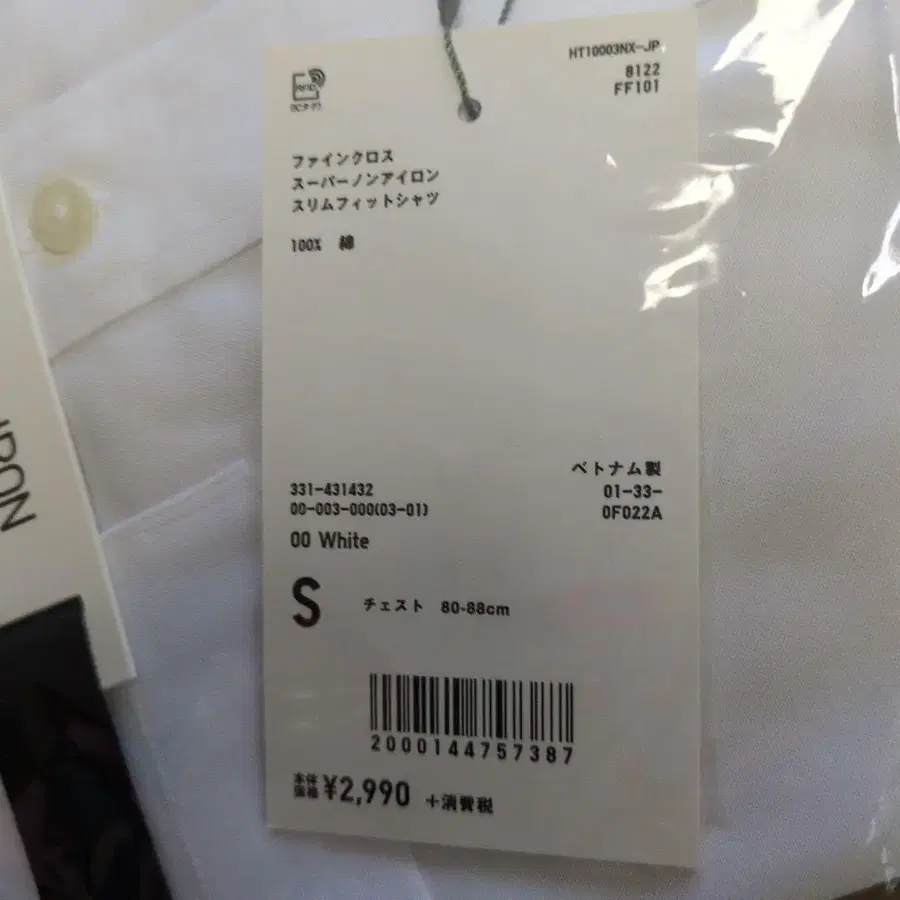 HT10003NX-JP
8122
FF101
RFID
ファインクロス
スーパーノンアイロン
スリムフィットシャツ
100% 綿
ベトナム製
331-431432
01-33-
00-003-000(03-01)
0F022A
00 White
S チェスト 80-88cm
2000144757387
本体価格 ¥2,990 +消費税